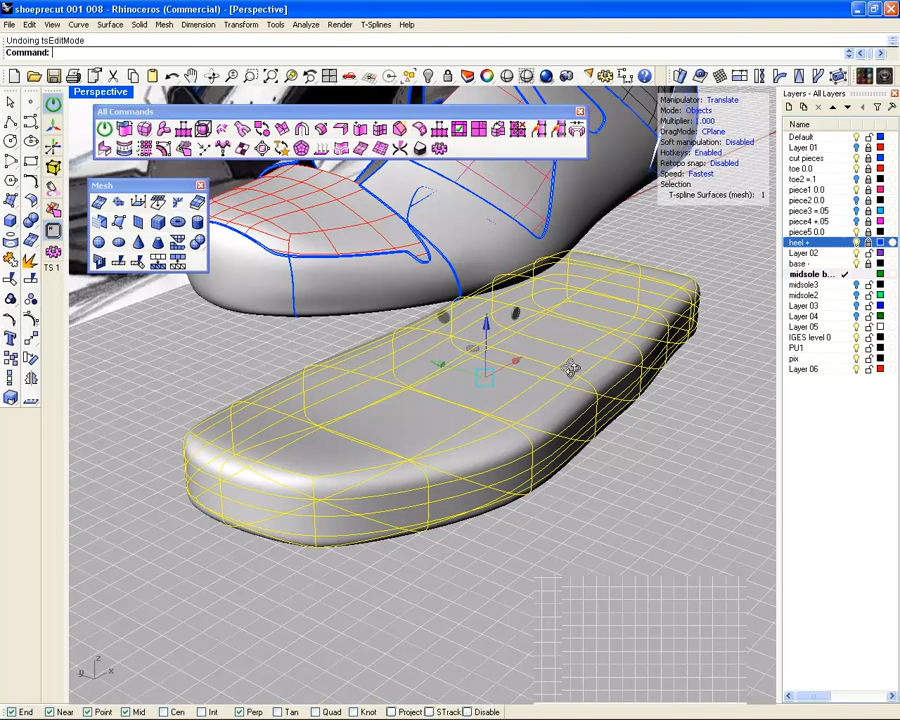 shoeprecut 001 008 - Rhinoceros (Commercial) - [Perspective]
File Edit View Curve Surface Solid Mesh Dimension Transform Tools Analyze Render T-Splines Help
Undoing tsEditMode
Command:
Perspective
All Commands
Mesh
TS 1
Manipulator: Translate
Mode: Objects
Multiplier: 1.000
DragMode: CPlane
Soft manipulation: Disabled
Hotkeys: Enabled
Retopo snap: Disabled
Speed: Fastest
Selection
T-spline Surfaces (mesh): 1
Layers - All Layers
Name
Default
Layer 01
cut pieces
toe 0.0
toe2 =.1
piece1 0.0
piece2 0.0
piece3 =.05
piece4 +.05
piece5 0.0
heel +
Layer 02
base -
midsole b...
midsole3
midsole2
Layer 03
Layer 04
Layer 05
IGES level 0
PU1
pix
Layer 06
z
y x
End Near Point Mid Cen Int Perp Tan Quad Knot Project STrack Disable